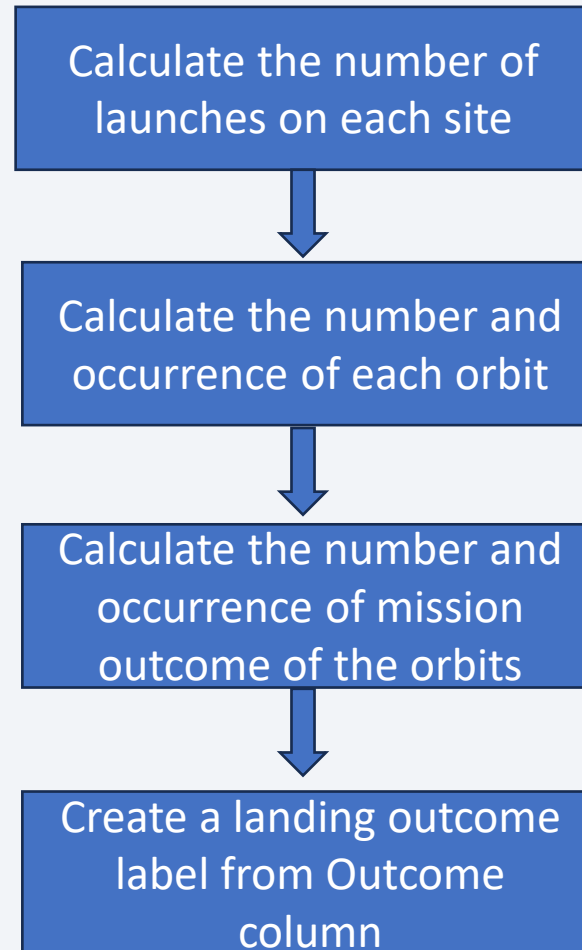 Calculate the number of
launches on each site
Calculate the number and
occurrence of each orbit
Calculate the number and
occurrence of mission
outcome of the orbits
Create a landing outcome
label from Outcome
column